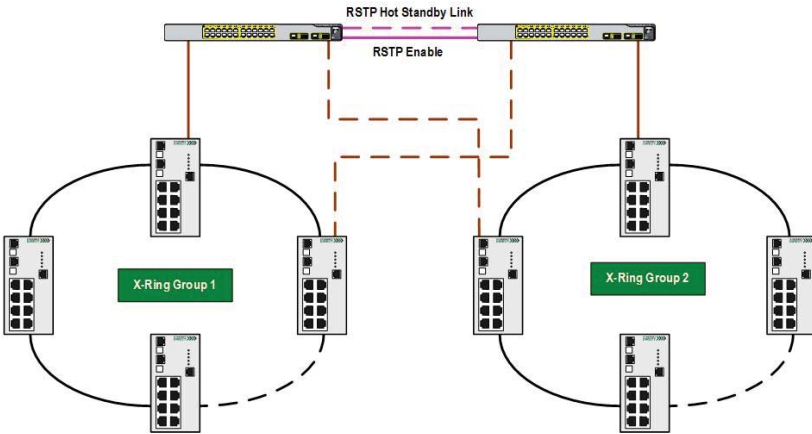 RSTP Hot Standby Link
RSTP Enable
X-Ring Group 1
X-Ring Group 2